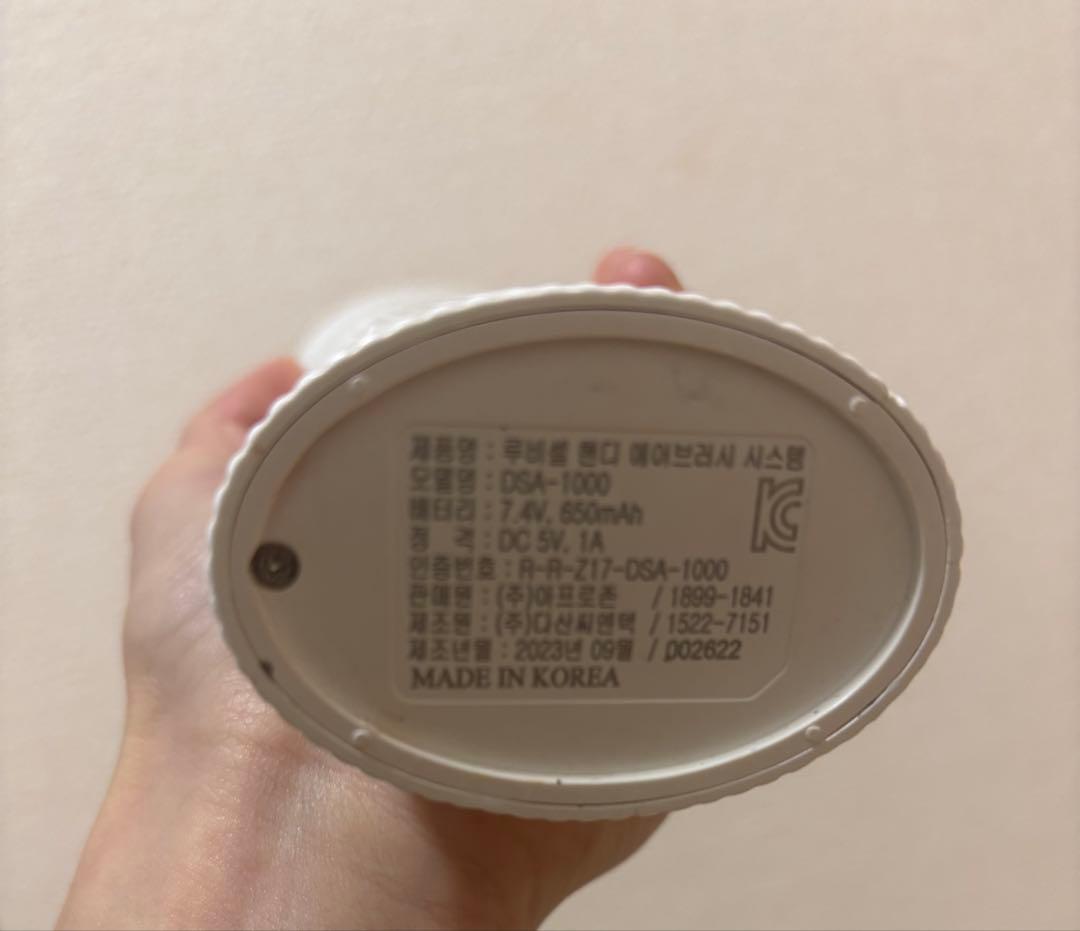 제품명 : 루비셀 핸디 에어브러시 시스템
모델명 : DSA-1000
배터리 : 7.4V, 650mAh
정 격 : DC 5V, 1A
인증번호 : R-R-Z17-DSA-1000
판매원 : (주)아프로존 / 1899-1841
제조원 : (주)다산씨엔텍 / 1522-7151
제조년월 : 2023년 09월 / p02622
MADE IN KOREA